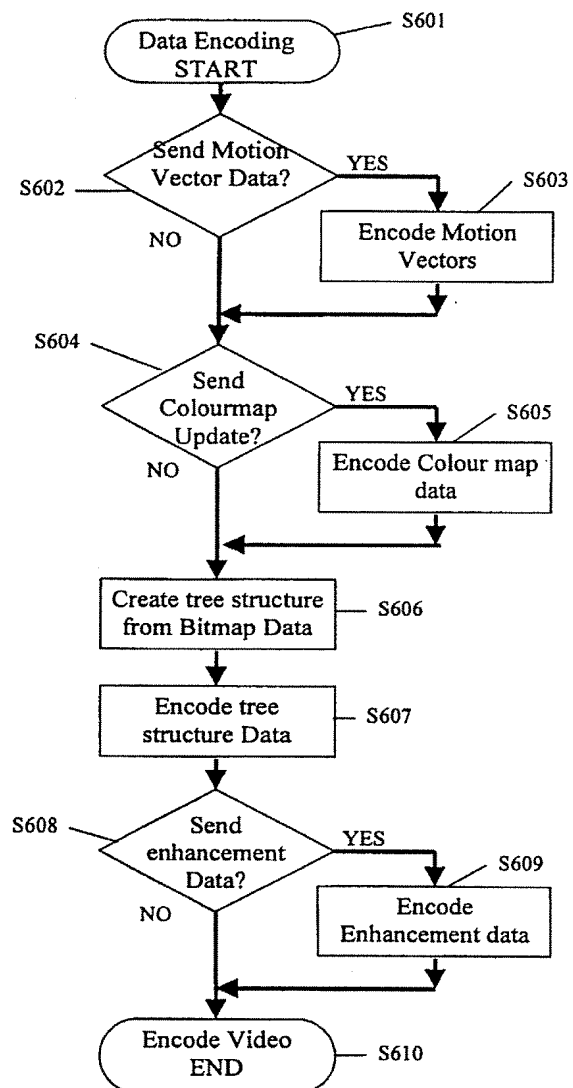 S601
Data Encoding
START
Send Motion
Vector Data?
YES
S602
S603
NO
Encode Motion
Vectors
S604
Send
Colourmap
Update?
YES
S605
NO
Encode Colour map
data
Create tree structure
from Bitmap Data
S606
Encode tree
structure Data
S607
S608
Send
enhancement
Data?
YES
S609
NO
Encode
Enhancement data
Encode Video
END
S610